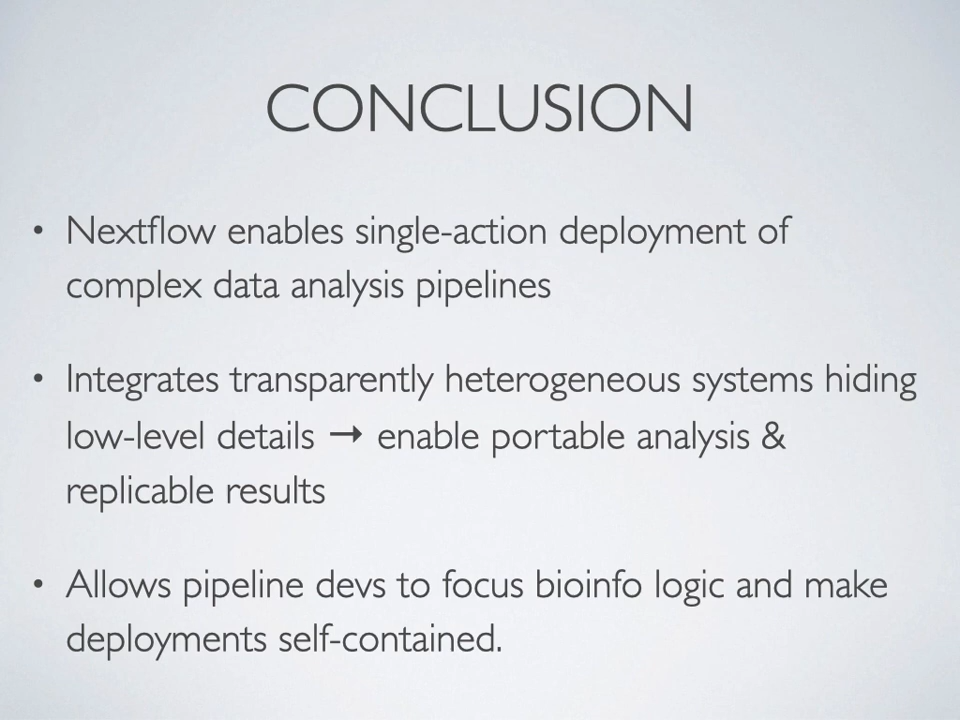 CONCLUSION
• Nextflow enables single-action deployment of
complex data analysis pipelines
• Integrates transparently heterogeneous systems hiding
low-level details → enable portable analysis &
replicable results
• Allows pipeline devs to focus bioinfo logic and make
deployments self-contained.